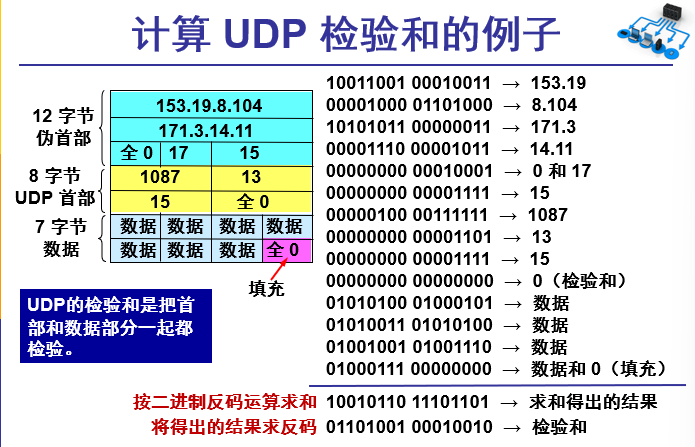 计算 UDP 检验和的例子
12 字节
伪首部
153.19.8.104
171.3.14.11
全 0 17 15
8 字节
UDP 首部
1087 13
15 全 0
7 字节
数据
数据 数据 数据 数据
数据 数据 数据 全 0
填充
UDP的检验和是把首
部和数据部分一起都
检验。
10011001 00010011 → 153.19
00001000 01101000 → 8.104
10101011 00000011 → 171.3
00001110 00001011 → 14.11
00000000 00010001 → 0 和 17
00000000 00001111 → 15
00000100 00111111 → 1087
00000000 00001101 → 13
00000000 00001111 → 15
00000000 00000000 → 0（检验和）
01010100 01000101 → 数据
01010011 01010100 → 数据
01001001 01001110 → 数据
01000111 00000000 → 数据和 0（填充）
按二进制反码运算求和 10010110 11101101 → 求和得出的结果
将得出的结果求反码 01101001 00010010 → 检验和